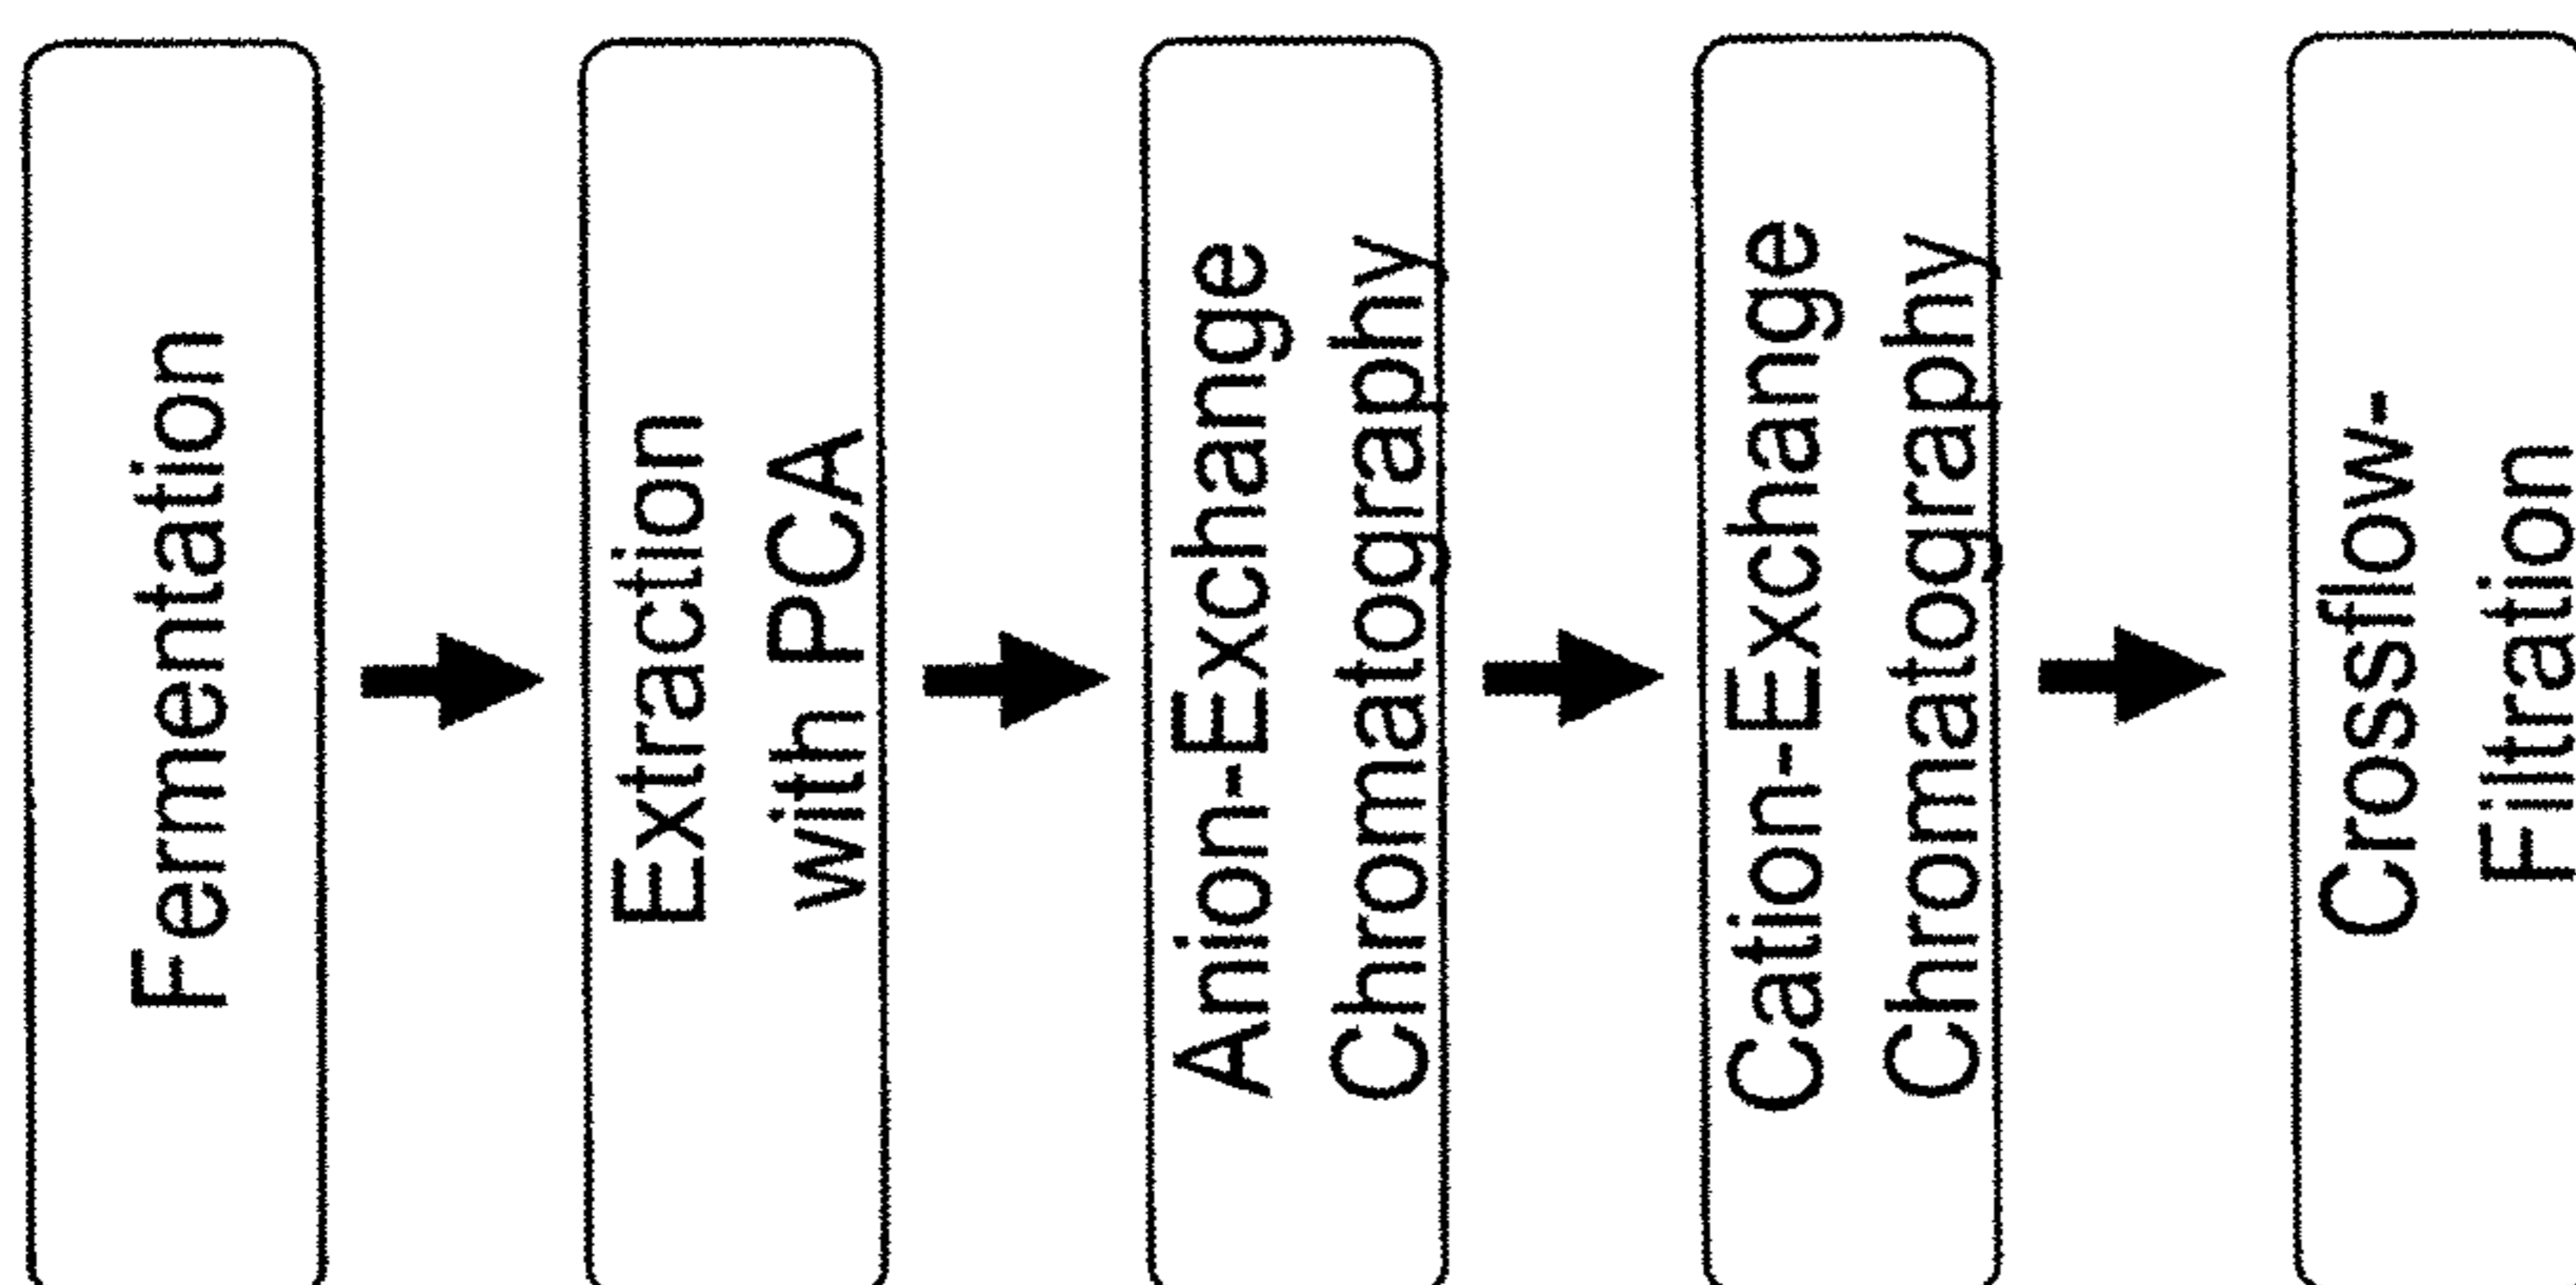 Fermentation
Extraction
with PCA
Anion-Exchange
Chromatography
Cation-Exchange
Chromatography
Crossflow-
Filtration